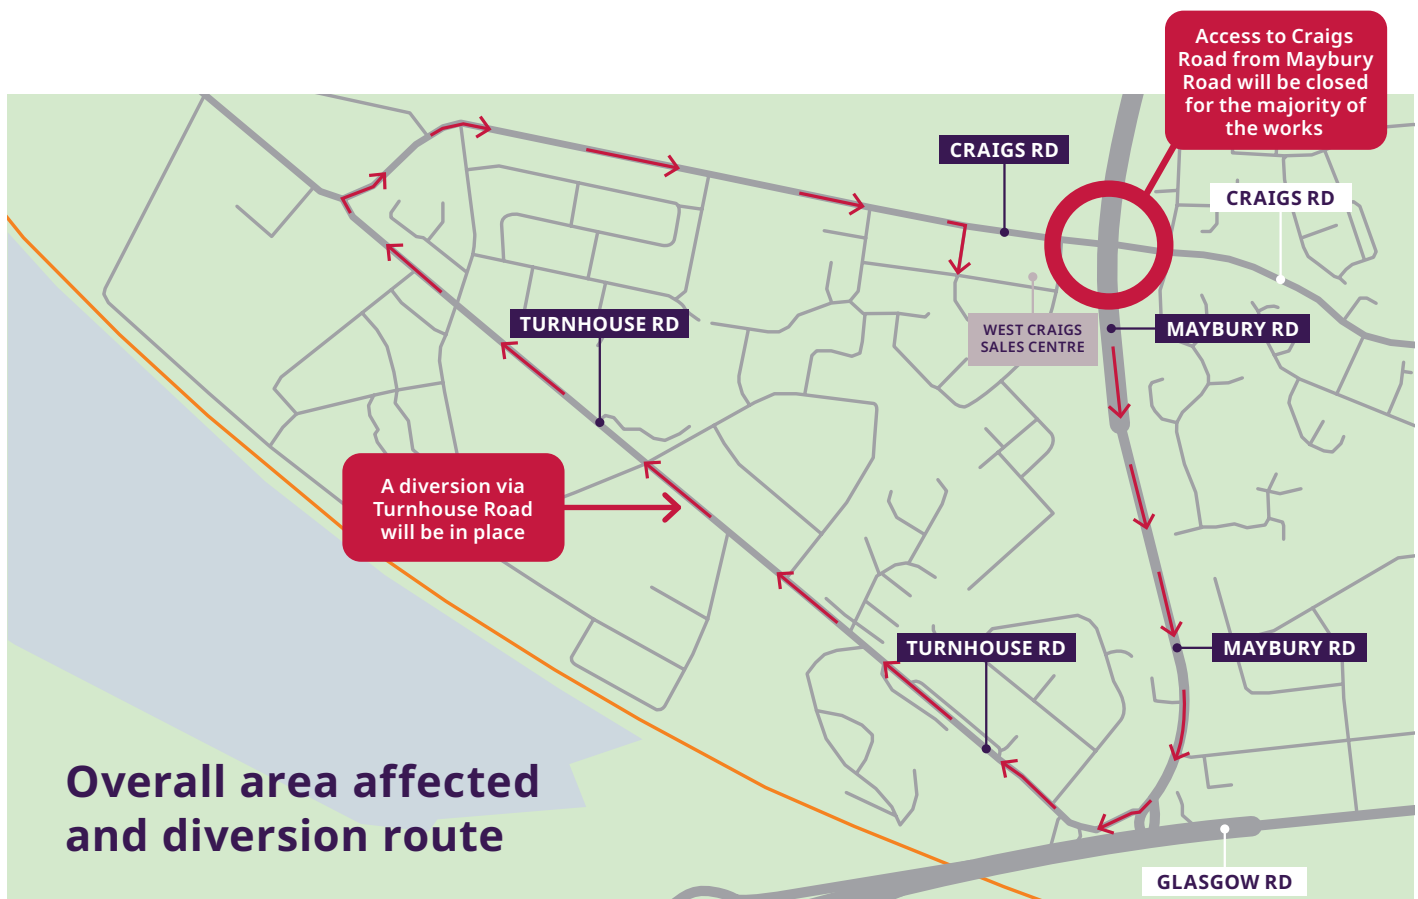 Access to Craigs
Road from Maybury
Road will be closed
for the majority of
the works
CRAIGS RD
CRAIGS RD
TURNHOUSE RD
WEST CRAIGS
SALES CENTRE
MAYBURY RD
A diversion via
Turnhouse Road
will be in place
TURNHOUSE RD
MAYBURY RD
Overall area affected
and diversion route
GLASGOW RD